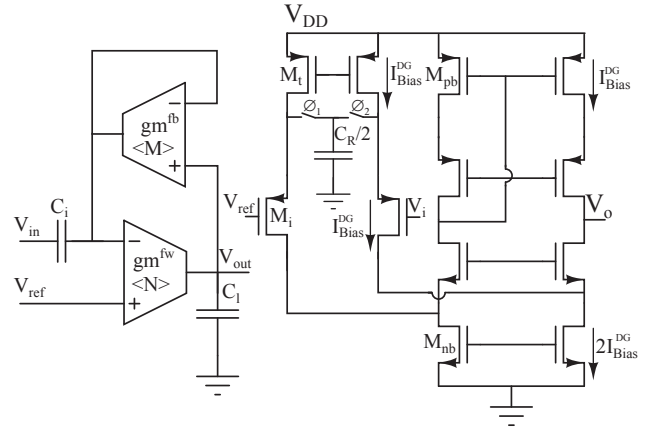 V_DD
M_t
I_Bias^DG
M_pb
I_Bias^DG
gm^fb
<M>
−
+
∅_1
∅_2
C_R/2
V_ref
M_i
V_i
I_Bias^DG
V_o
V_in
C_i
gm^fw
<N>
−
+
V_ref
V_out
C_l
M_nb
2I_Bias^DG